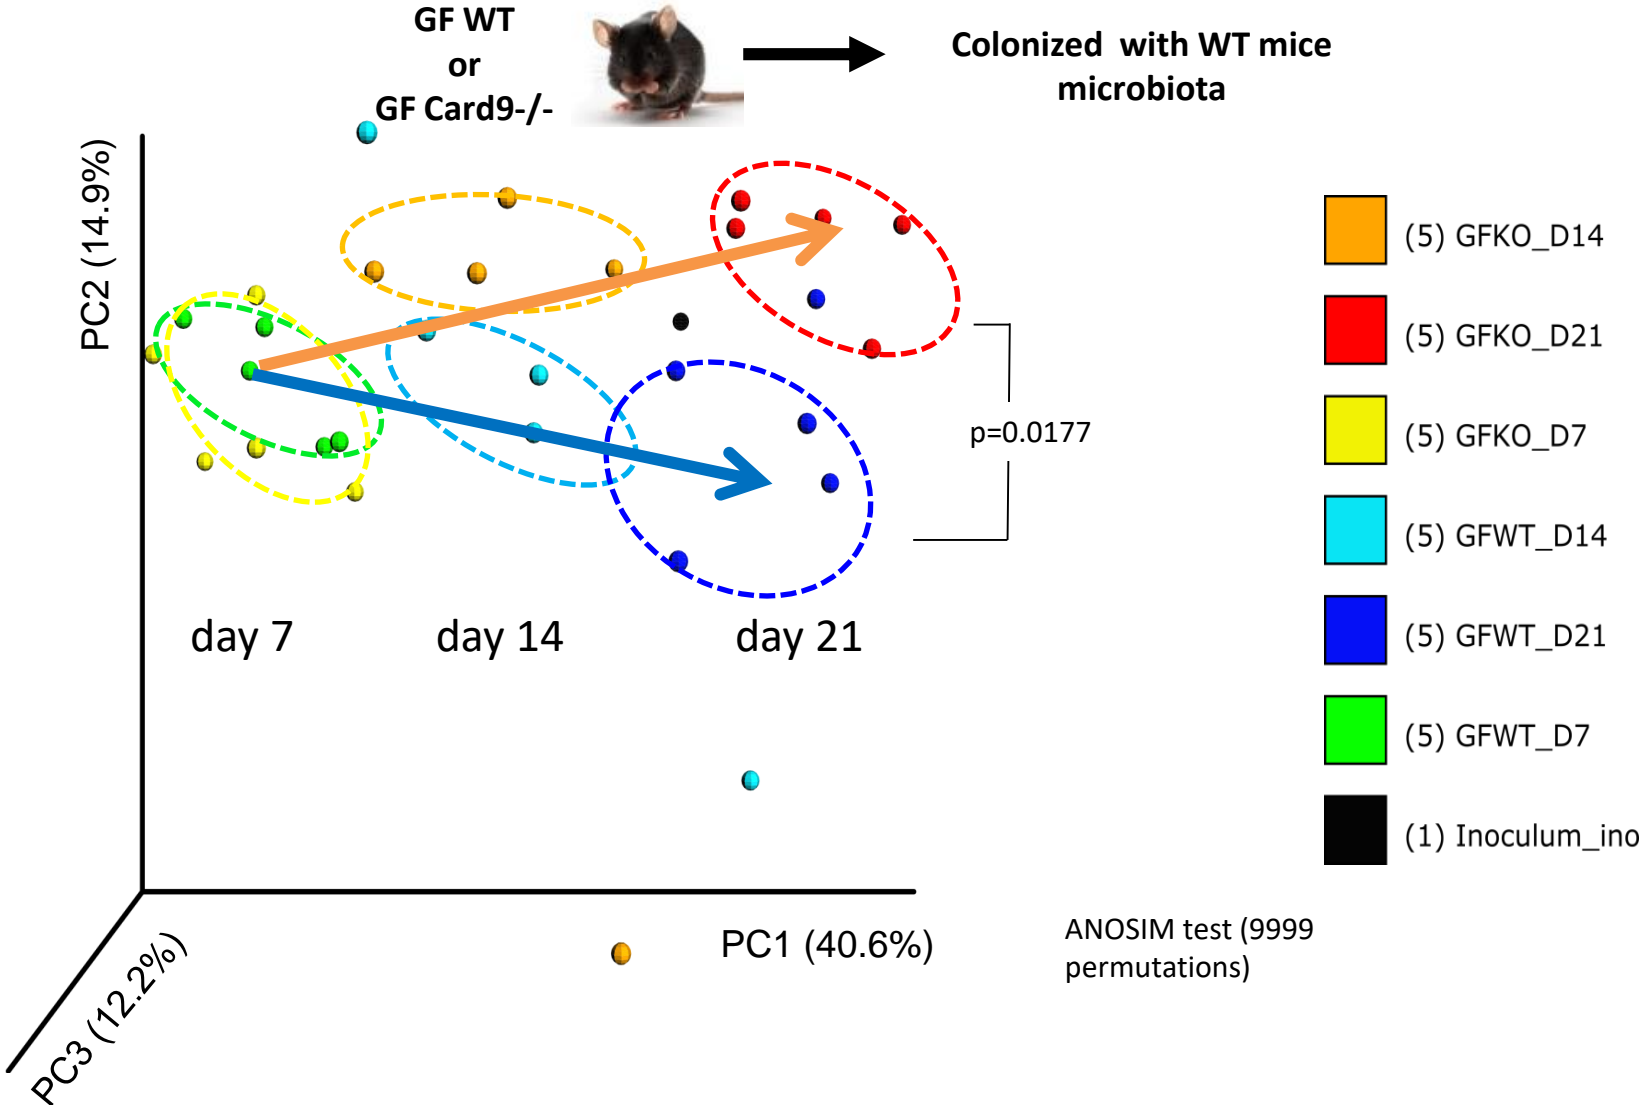 GF WT
or
GF Card9-/-
Colonized  with WT mice
microbiota
PC2 (14.9%)
(5) GFKO_D14
(5) GFKO_D21
(5) GFKO_D7
(5) GFWT_D14
(5) GFWT_D21
(5) GFWT_D7
(1) Inoculum_ino
p=0.0177
day 7
day 14
day 21
PC1 (40.6%)
PC3 (12.2%)
ANOSIM test (9999
permutations)